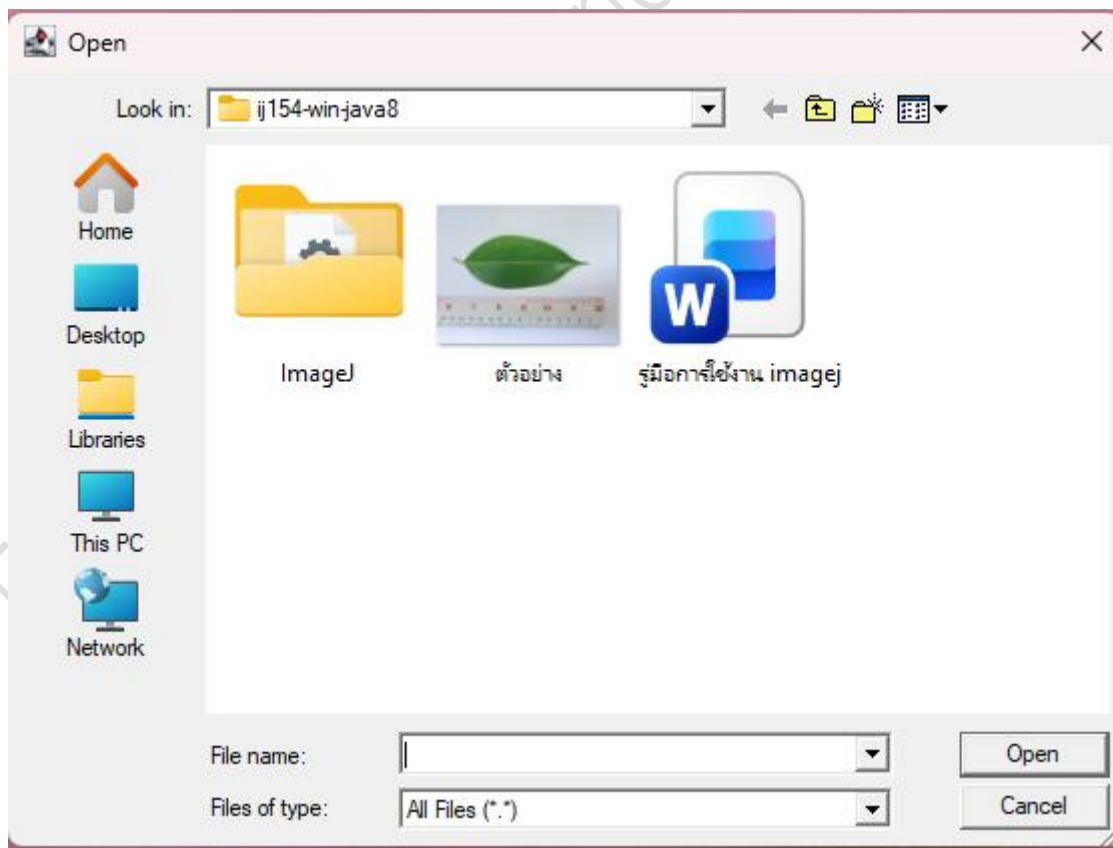 Open
Look in: ij154-win-java8
Home
Desktop
Libraries
This PC
Network
ImageJ
ตัวอย่าง
รู่มือการใช้งาน imagej
File name:
Open
Files of type: All Files (*.*)
Cancel